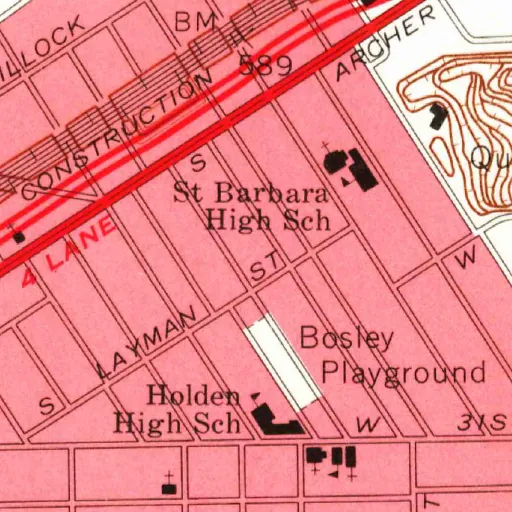 ILLOCK
BM
589
ARCHER
CONSTRUCTION
S
Qu
St Barbara
High Sch
4 LANE
ST
W
LAYMAN
S
Bosley
Playground
Holden
High Sch
W
31S
T